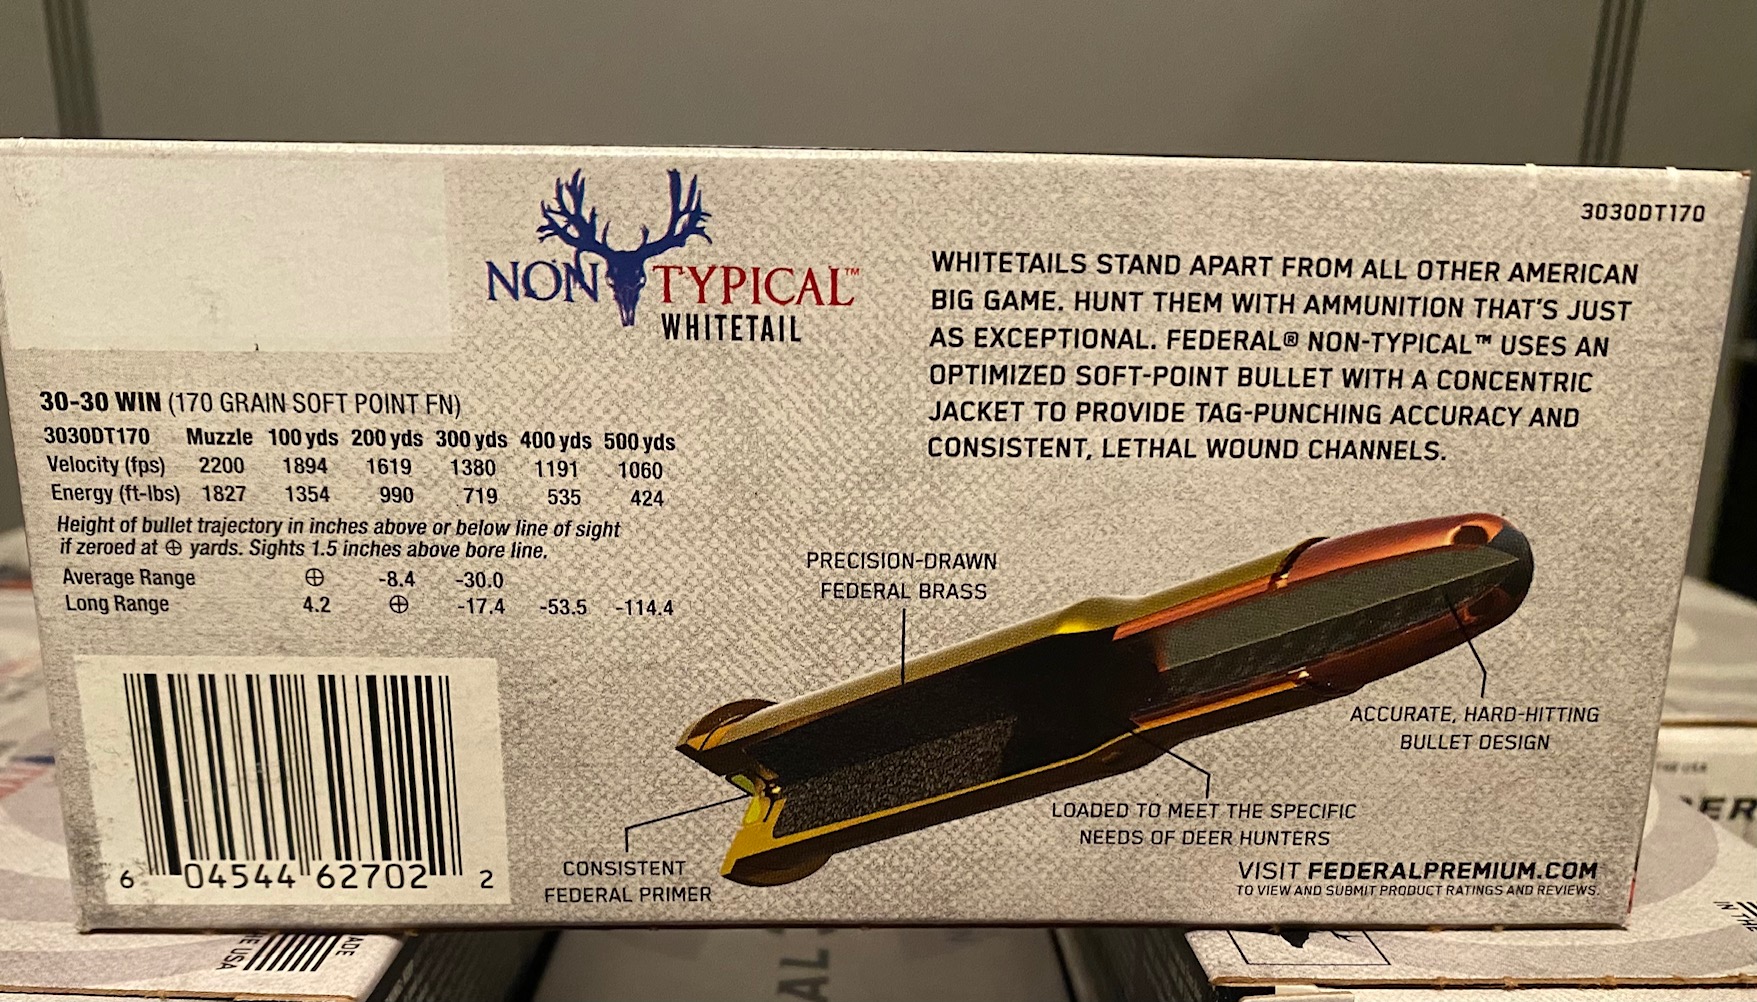 3030DT170
NON TYPICAL™
WHITETAIL
WHITETAILS STAND APART FROM ALL OTHER AMERICAN
BIG GAME. HUNT THEM WITH AMMUNITION THAT'S JUST
AS EXCEPTIONAL. FEDERAL® NON-TYPICAL™ USES AN
OPTIMIZED SOFT-POINT BULLET WITH A CONCENTRIC
JACKET TO PROVIDE TAG-PUNCHING ACCURACY AND
CONSISTENT, LETHAL WOUND CHANNELS.
30-30 WIN (170 GRAIN SOFT POINT FN)
3030DT170 Muzzle 100 yds 200 yds 300 yds 400 yds 500 yds
Velocity (fps) 2200 1894 1619 1380 1191 1060
Energy (ft-lbs) 1827 1354 990 719 535 424
Height of bullet trajectory in inches above or below line of sight
if zeroed at ⊕ yards. Sights 1.5 inches above bore line.
Average Range ⊕ -8.4 -30.0
Long Range 4.2 ⊕ -17.4 -53.5 -114.4
PRECISION-DRAWN
FEDERAL BRASS
ACCURATE, HARD-HITTING
BULLET DESIGN
LOADED TO MEET THE SPECIFIC
NEEDS OF DEER HUNTERS
CONSISTENT
FEDERAL PRIMER
VISIT FEDERALPREMIUM.COM
TO VIEW AND SUBMIT PRODUCT RATINGS AND REVIEWS.
6 04544 62702 2
THE USA
AL
IN THE